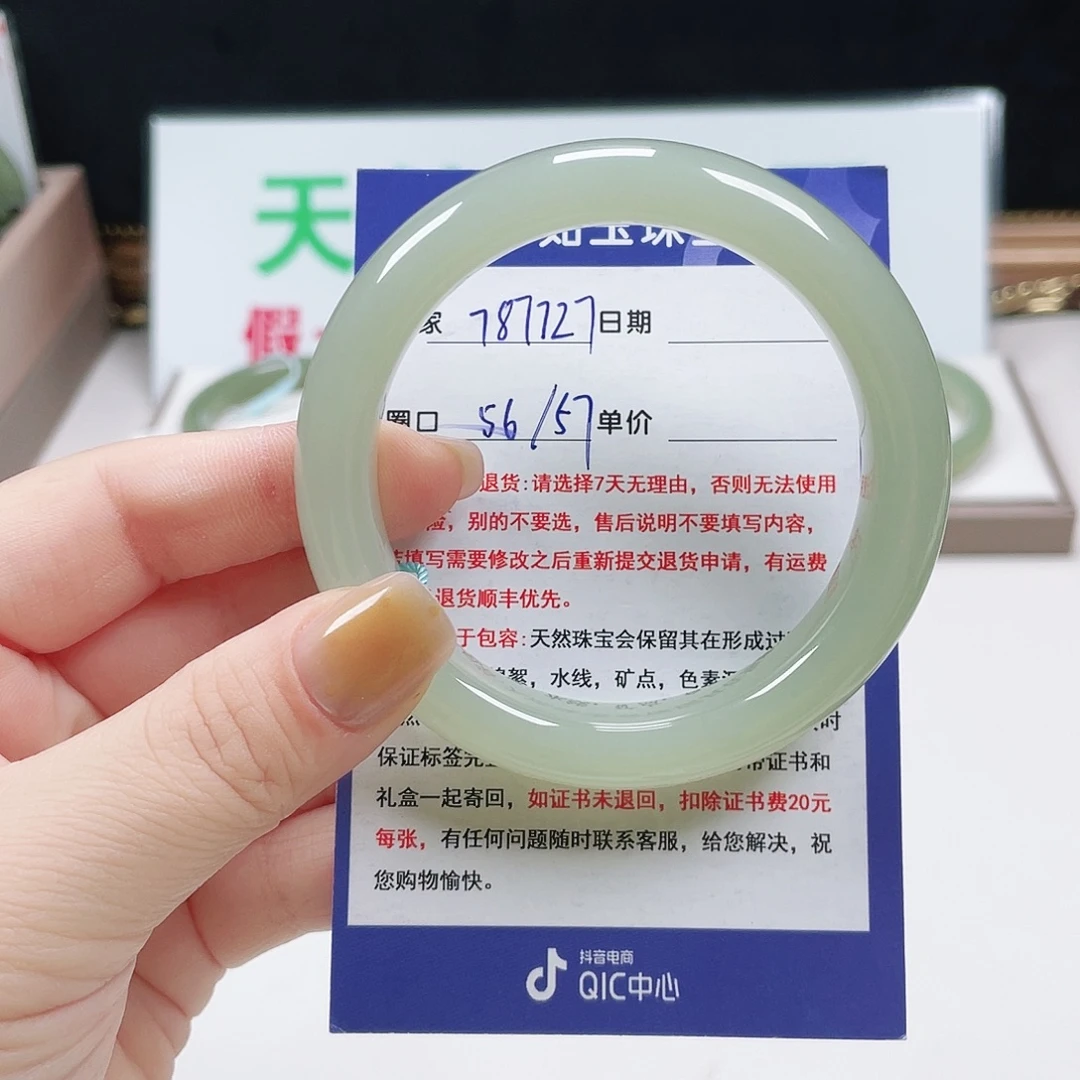 天
假
如玉珠宝
家 787727 日期
圈口 56/57 单价
退货:请选择7天无理由，否则无法使用
险，别的不要选，售后说明不要填写内容，
填写需要修改之后重新提交退货申请，有运费
退货顺丰优先。
于包容:天然珠宝会保留其在形成过
棉絮，水线，矿点，色素
时
保证标签完 带证书和
礼盒一起寄回，如证书未退回，扣除证书费20元
每张，有任何问题随时联系客服，给您解决，祝
您购物愉快。
抖音电商
QIC中心